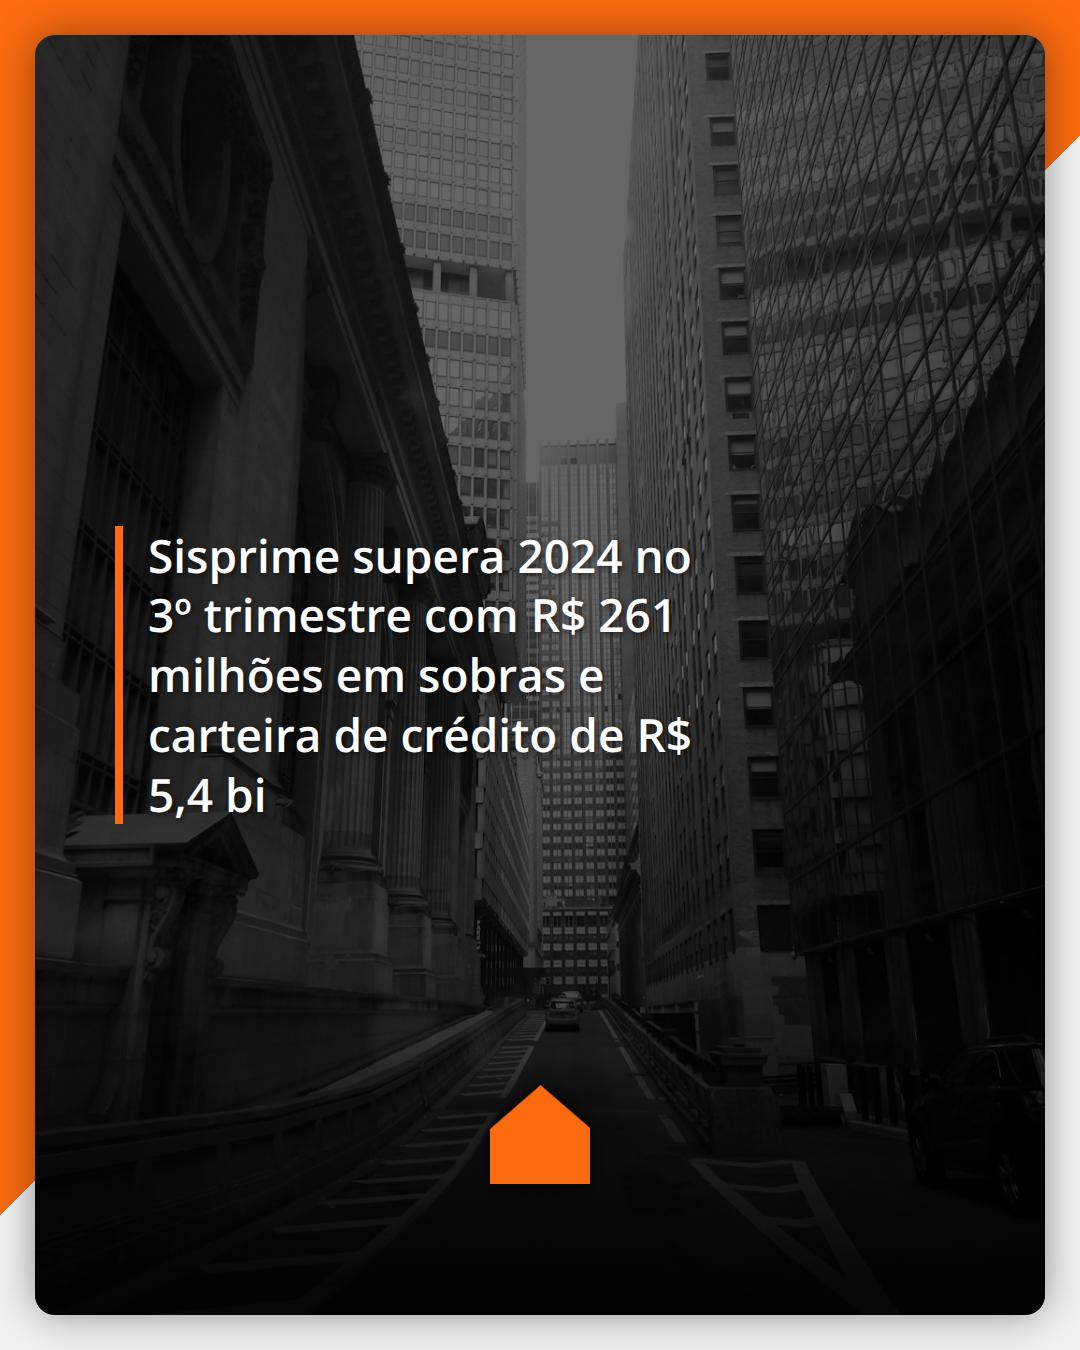 Sisprime supera 2024 no
3º trimestre com R$ 261
milhões em sobras e
carteira de crédito de R$
5,4 bi